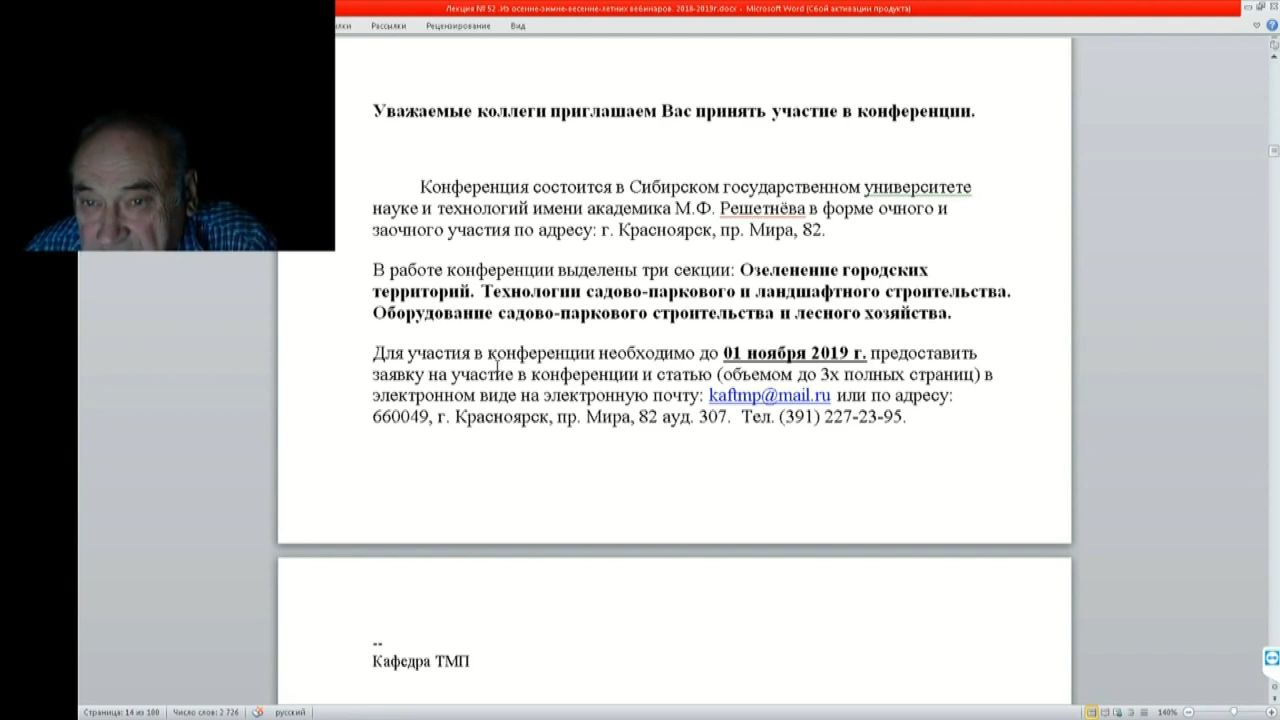 Лекция № 52 .Из осенне-зимне-весенне-летних вебинаров. 2018-2019г.docx - Microsoft Word (Сбой активации продукта)
Рассылки Рецензирование Вид
Уважаемые коллеги приглашаем Вас принять участие в конференции.
Конференция состоится в Сибирском государственном университете
науке и технологий имени академика М.Ф. Решетнёва в форме очного и
заочного участия по адресу: г. Красноярск, пр. Мира, 82.
В работе конференции выделены три секции: Озеленение городских
территорий. Технологии садово-паркового и ландшафтного строительства.
Оборудование садово-паркового строительства и лесного хозяйства.
Для участия в конференции необходимо до 01 ноября 2019 г. предоставить
заявку на участие в конференции и статью (объемом до 3х полных страниц) в
электронном виде на электронную почту: kaftmp@mail.ru или по адресу:
660049, г. Красноярск, пр. Мира, 82 ауд. 307. Тел. (391) 227-23-95.
--
Кафедра ТМП
Страница: 14 из 100 Число слов: 2 726 русский 140%